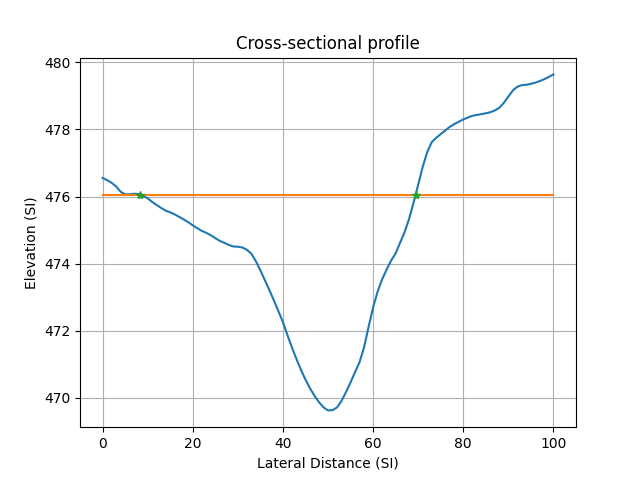 Cross-sectional profile
480
478
476
474
472
470
Elevation (SI)
0 20 40 60 80 100
Lateral Distance (SI)